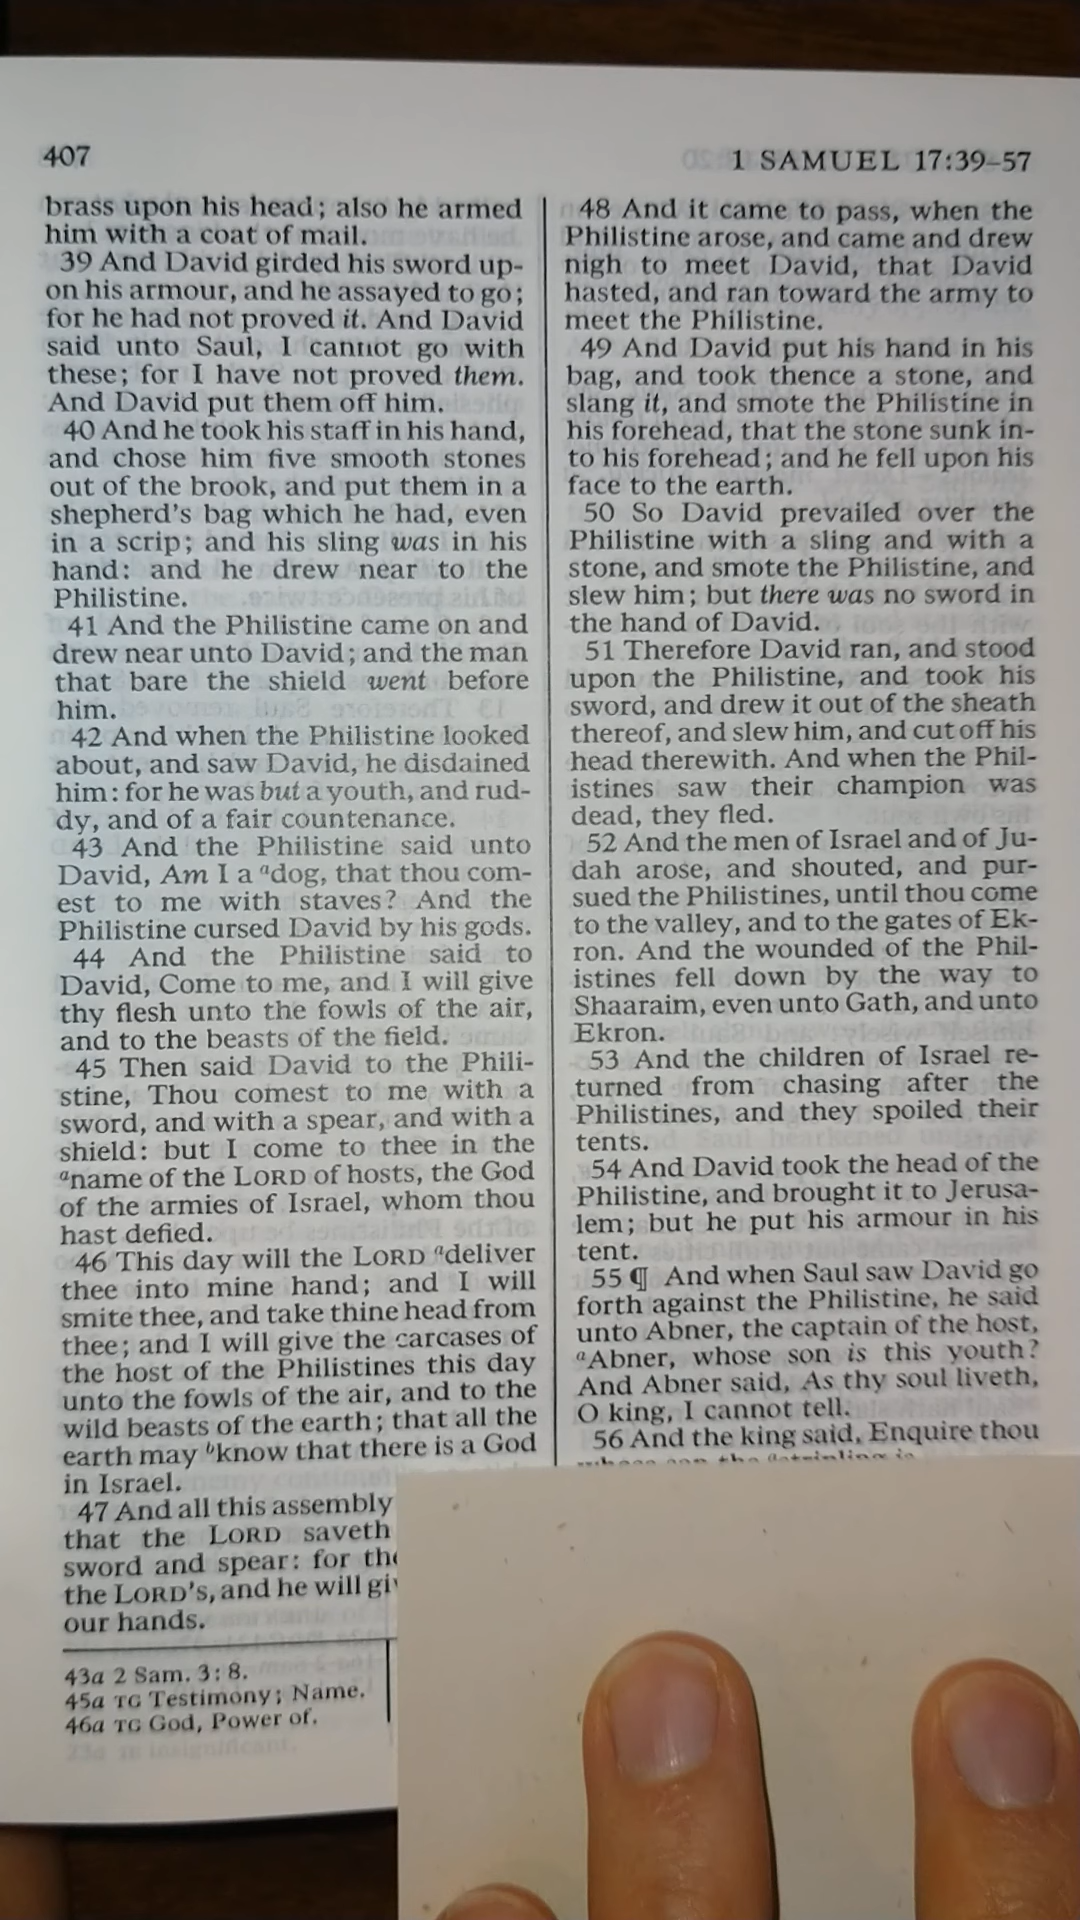 407
1 SAMUEL 17:39–57
brass upon his head; also he armed
him with a coat of mail.
39 And David girded his sword up-
on his armour, and he assayed to go;
for he had not proved it. And David
said unto Saul, I cannot go with
these; for I have not proved them.
And David put them off him.
40 And he took his staff in his hand,
and chose him five smooth stones
out of the brook, and put them in a
shepherd's bag which he had, even
in a scrip; and his sling was in his
hand: and he drew near to the
Philistine.
41 And the Philistine came on and
drew near unto David; and the man
that bare the shield went before
him.
42 And when the Philistine looked
about, and saw David, he disdained
him: for he was but a youth, and rud-
dy, and of a fair countenance.
43 And the Philistine said unto
David, Am I a adog, that thou com-
est to me with staves? And the
Philistine cursed David by his gods.
44 And the Philistine said to
David, Come to me, and I will give
thy flesh unto the fowls of the air,
and to the beasts of the field.
45 Then said David to the Phili-
stine, Thou comest to me with a
sword, and with a spear, and with a
shield: but I come to thee in the
aname of the LORD of hosts, the God
of the armies of Israel, whom thou
hast defied.
46 This day will the LORD adeliver
thee into mine hand; and I will
smite thee, and take thine head from
thee; and I will give the carcases of
the host of the Philistines this day
unto the fowls of the air, and to the
wild beasts of the earth; that all the
earth may bknow that there is a God
in Israel.
47 And all this assembly
that the LORD saveth
sword and spear: for
the LORD'S, and he will
our hands.
43a 2 Sam. 3:8.
45a TG Testimony; Name.
46a TG God, Power of.
48 And it came to pass, when the
Philistine arose, and came and drew
nigh to meet David, that David
hasted, and ran toward the army to
meet the Philistine.
49 And David put his hand in his
bag, and took thence a stone, and
slang it, and smote the Philistine in
his forehead, that the stone sunk in-
to his forehead; and he fell upon his
face to the earth.
50 So David prevailed over the
Philistine with a sling and with a
stone, and smote the Philistine, and
slew him; but there was no sword in
the hand of David.
51 Therefore David ran, and stood
upon the Philistine, and took his
sword, and drew it out of the sheath
thereof, and slew him, and cut off his
head therewith. And when the Phil-
istines saw their champion was
dead, they fled.
52 And the men of Israel and of Ju-
dah arose, and shouted, and pur-
sued the Philistines, until thou come
to the valley, and to the gates of Ek-
ron. And the wounded of the Phil-
istines fell down by the way to
Shaaraim, even unto Gath, and unto
Ekron.
53 And the children of Israel re-
turned from chasing after the
Philistines, and they spoiled their
tents.
54 And David took the head of the
Philistine, and brought it to Jerusa-
lem; but he put his armour in his
tent.
55 ¶ And when Saul saw David go
forth against the Philistine, he said
unto Abner, the captain of the host,
aAbner, whose son is this youth?
And Abner said, As thy soul liveth,
O king, I cannot tell.
56 And the king said, Enquire thou